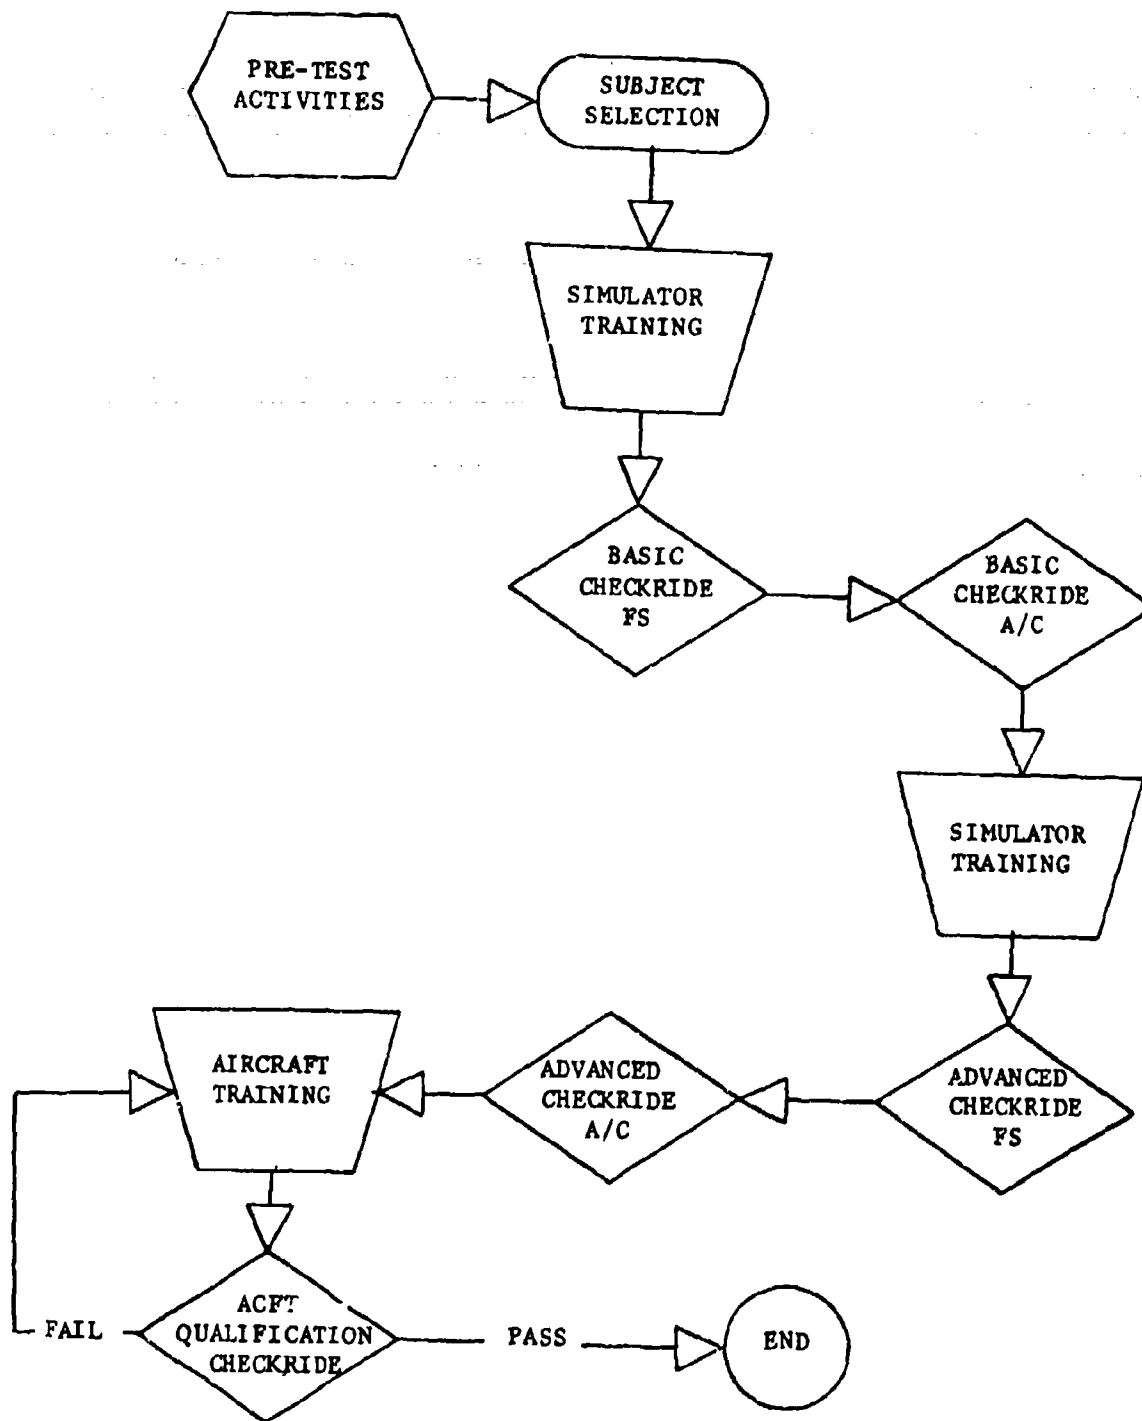 PRE-TEST
ACTIVITIES
SUBJECT
SELECTION
SIMULATOR
TRAINING
BASIC
CHECKRIDE
FS
BASIC
CHECKRIDE
A/C
SIMULATOR
TRAINING
ADVANCED
CHECKRIDE
FS
ADVANCED
CHECKRIDE
A/C
AIRCRAFT
TRAINING
ACFT
QUALIFICATION
CHECKRIDE
FAIL
PASS
END